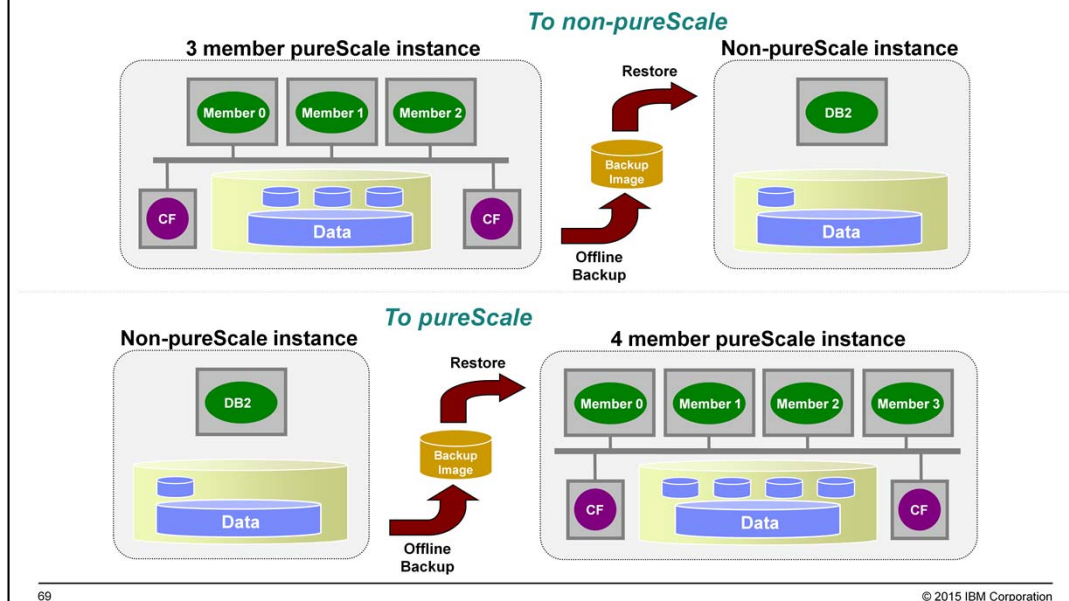 To non-pureScale
3 member pureScale instance
Non-pureScale instance
Member 0
Member 1
Member 2
CF
CF
Data
Restore
Backup
Image
Offline
Backup
DB2
Data
To pureScale
Non-pureScale instance
4 member pureScale instance
DB2
Data
Restore
Backup
Image
Offline
Backup
Member 0
Member 1
Member 2
Member 3
CF
CF
Data
69
© 2015 IBM Corporation